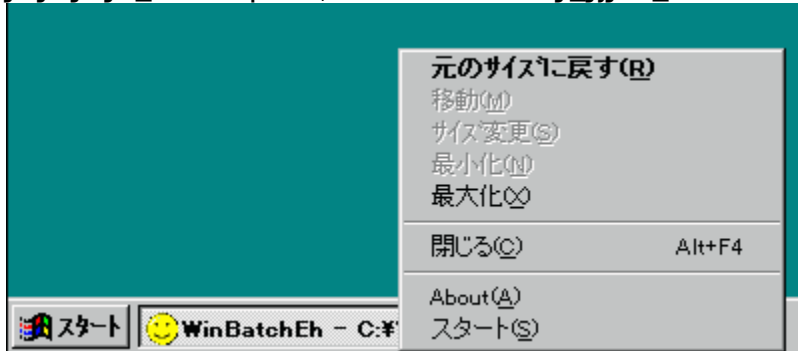 元のサイズに戻す(R)
移動(M)
サイズ変更(S)
最小化(N)
最大化(X)
閉じる(C) Alt+F4
About(A)
スタート(S)
スタート WinBatchEh - C:¥